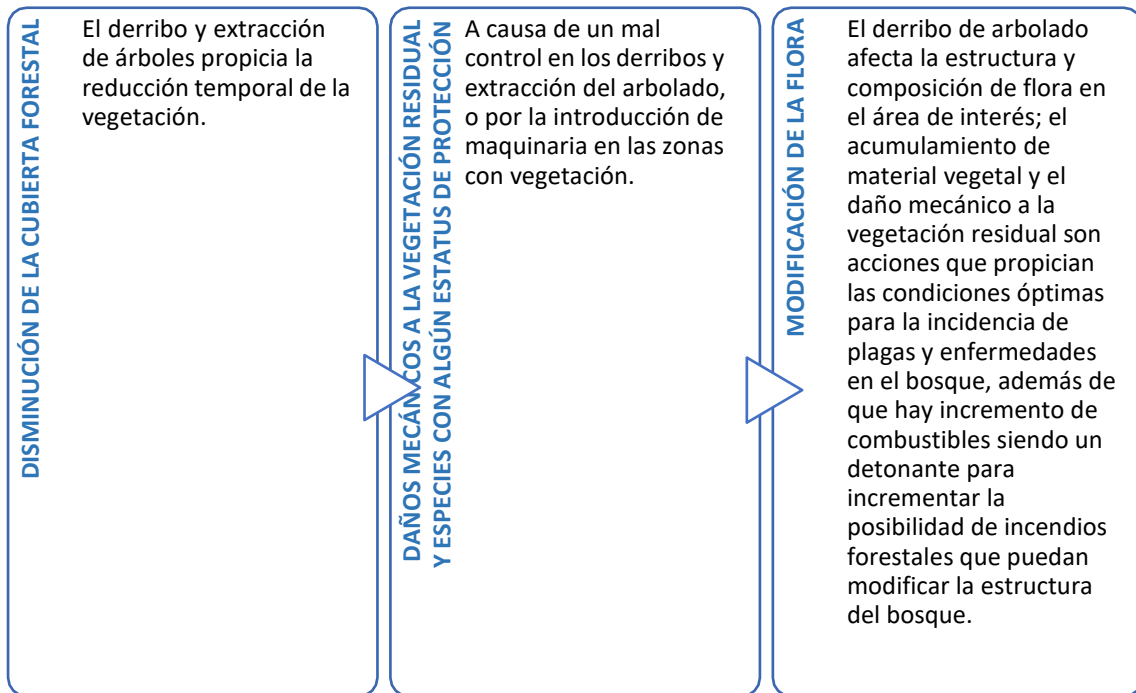 DISMINUCIÓN DE LA CUBIERTA FORESTAL
El derribo y extracción
de árboles propicia la
reducción temporal de la
vegetación.
DAÑOS MECÁNICOS A LA VEGETACIÓN RESIDUAL
Y ESPECIES CON ALGÚN ESTATUS DE PROTECCIÓN
A causa de un mal
control en los derribos y
extracción del arbolado,
o por la introducción de
maquinaria en las zonas
con vegetación.
MODIFICACIÓN DE LA FLORA
El derribo de arbolado
afecta la estructura y
composición de flora en
el área de interés; el
acumulamiento de
material vegetal y el
daño mecánico a la
vegetación residual son
acciones que propician
las condiciones óptimas
para la incidencia de
plagas y enfermedades
en el bosque, además de
que hay incremento de
combustibles siendo un
detonante para
incrementar la
posibilidad de incendios
forestales que puedan
modificar la estructura
del bosque.